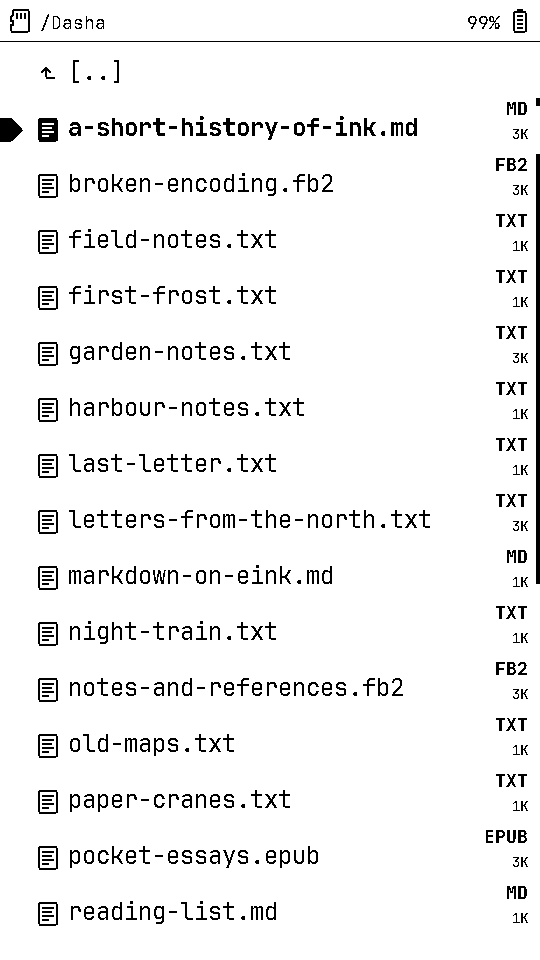 /Dasha 99%
[..]
a-short-history-of-ink.md MD 3K
broken-encoding.fb2 FB2 3K
field-notes.txt TXT 1K
first-frost.txt TXT 1K
garden-notes.txt TXT 3K
harbour-notes.txt TXT 1K
last-letter.txt TXT 1K
letters-from-the-north.txt TXT 3K
markdown-on-eink.md MD 1K
night-train.txt TXT 1K
notes-and-references.fb2 FB2 3K
old-maps.txt TXT 1K
paper-cranes.txt TXT 1K
pocket-essays.epub EPUB 3K
reading-list.md MD 1K